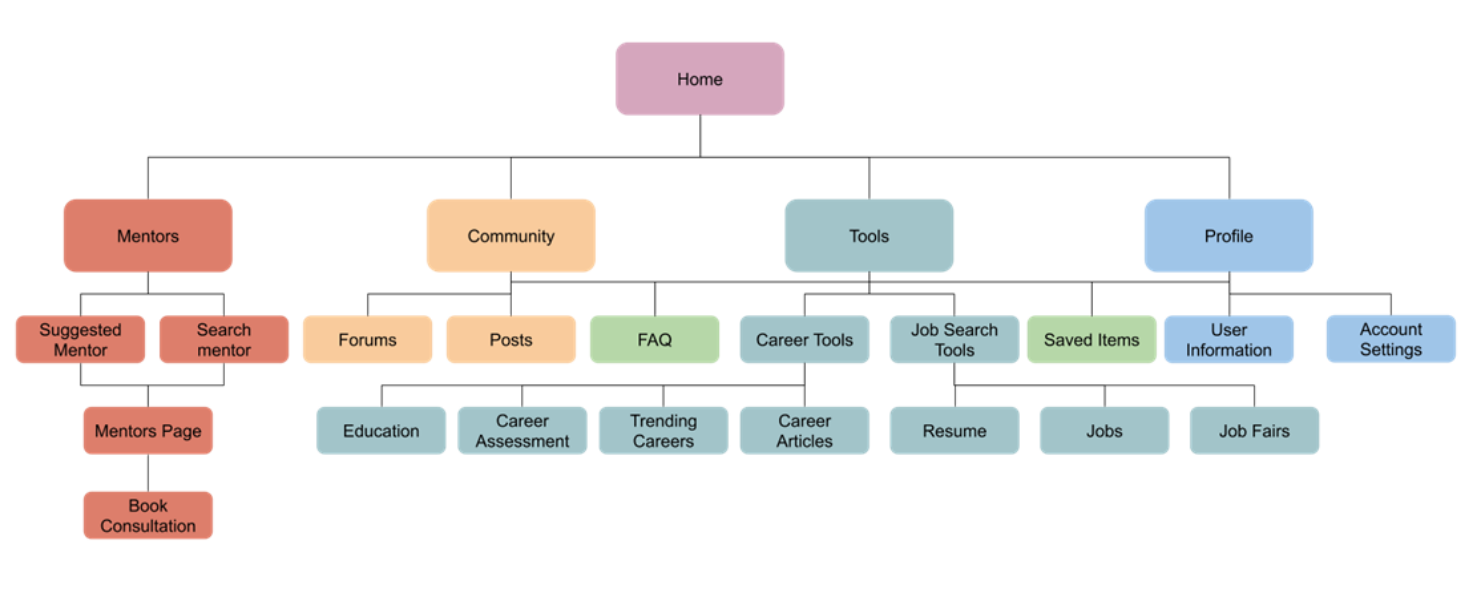 Home
Mentors
Community
Tools
Profile
Suggested
Mentor
Search
mentor
Forums
Posts
FAQ
Career Tools
Job Search
Tools
Saved Items
User
Information
Account
Settings
Mentors Page
Education
Career
Assessment
Trending
Careers
Career
Articles
Resume
Jobs
Job Fairs
Book
Consultation